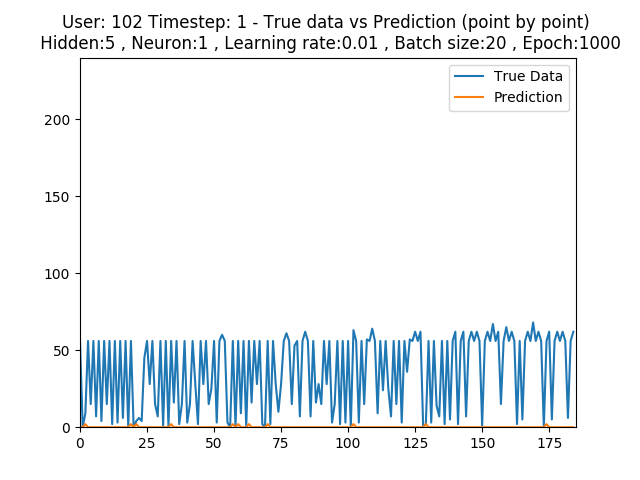 User: 102 Timestep: 1 - True data vs Prediction (point by point)
Hidden:5 , Neuron:1 , Learning rate:0.01 , Batch size:20 , Epoch:1000
True Data
Prediction
200
150
100
50
0
0 25 50 75 100 125 150 175